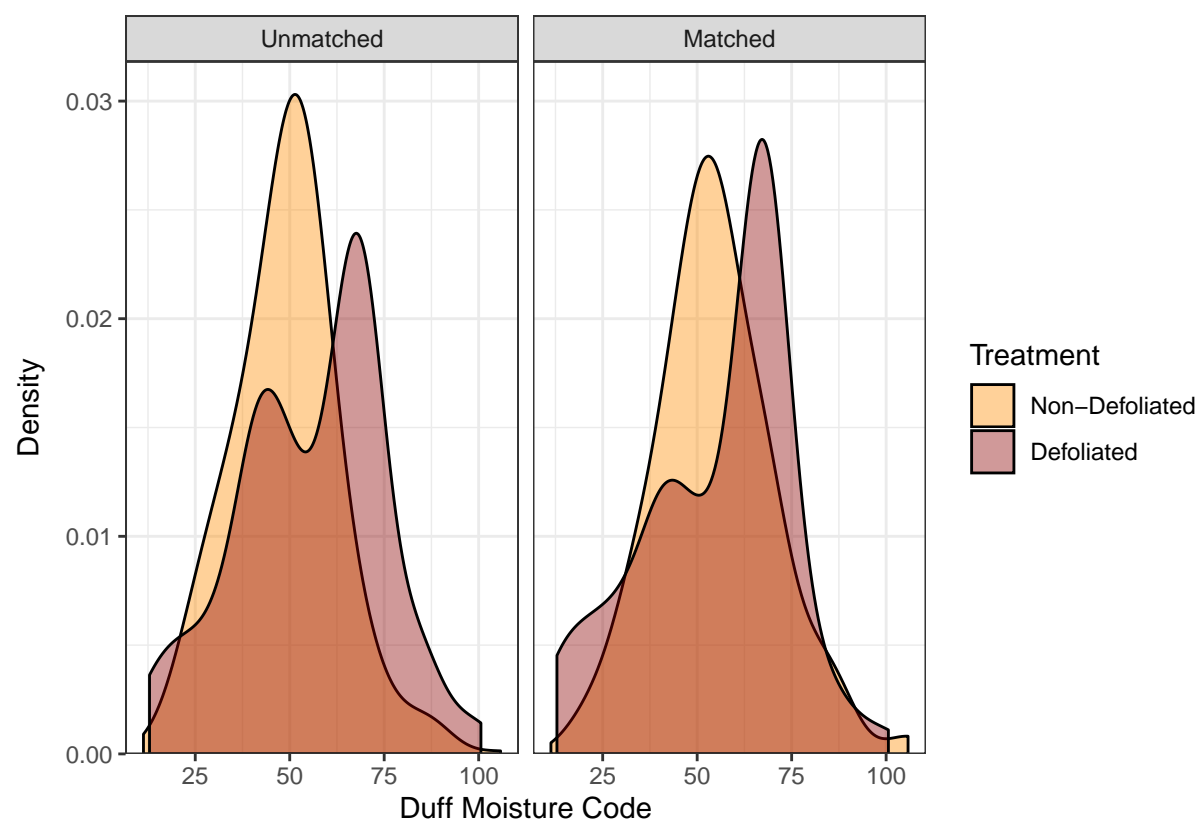 Unmatched
Matched
Density
0.03
0.02
0.01
0.00
25 50 75 100
25 50 75 100
Duff Moisture Code
Treatment
Non−Defoliated
Defoliated